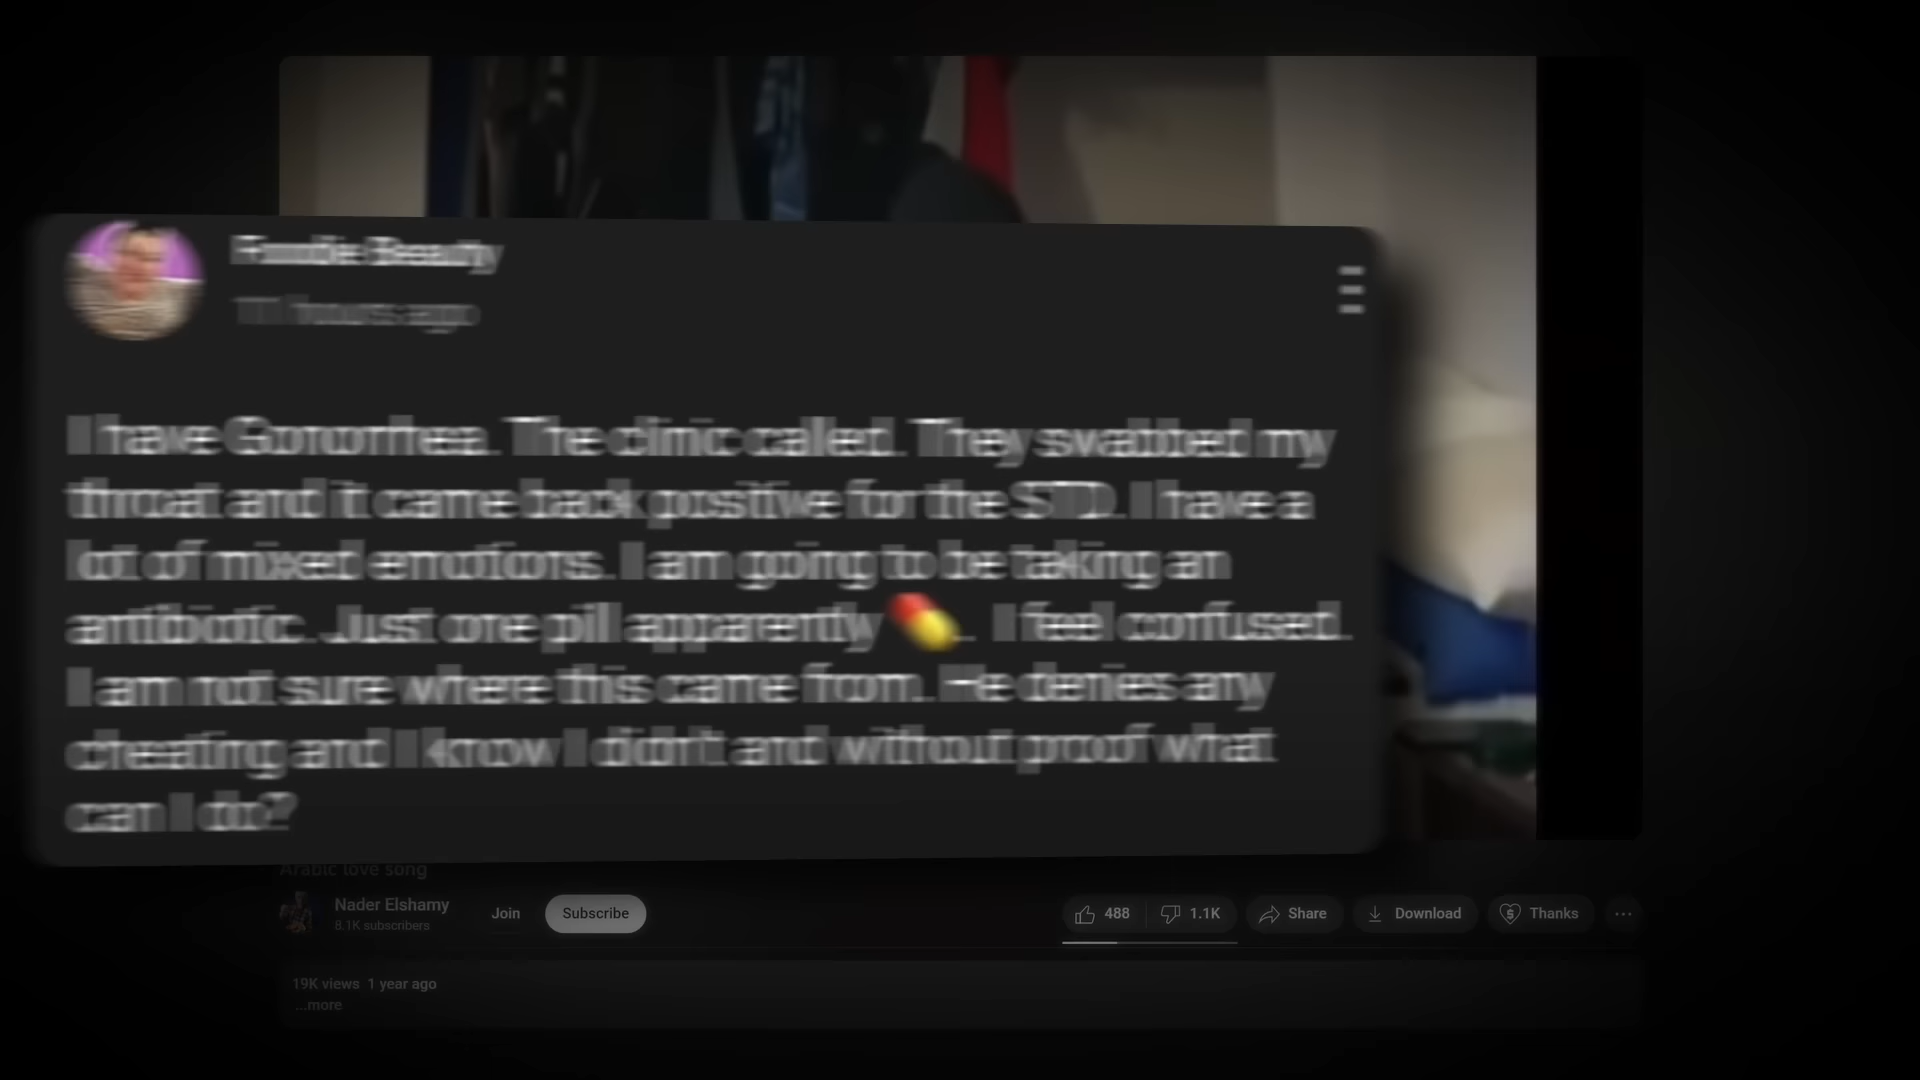 Foodie Beauty
hours ago
I have Gonorrhea. The clinic called. They swabbed my
throat and it came back positive for the STD. I have a
lot of mixed emotions. I am going to be taking an
antibiotic. Just one pill apparently 💊. I feel confused.
I am not sure where this came from. He denies any
cheating and I know I didn't and without proof what
can I do?
Arabic love song
Nader Elshamy
8.1K subscribers
Join
Subscribe
488
1.1K
Share
Download
Thanks
19K views 1 year ago
...more